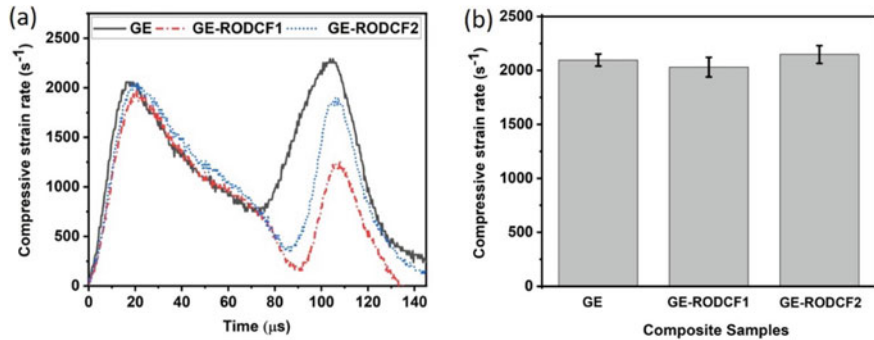 (a)
GE GE-RODCF1 GE-RODCF2
Compressive strain rate (s⁻¹)
2500
2000
1500
1000
500
0
0 20 40 60 80 100 120 140
Time (μs)
(b)
Compressive strain rate (s⁻¹)
2500
2000
1500
1000
500
0
GE GE-RODCF1 GE-RODCF2
Composite Samples